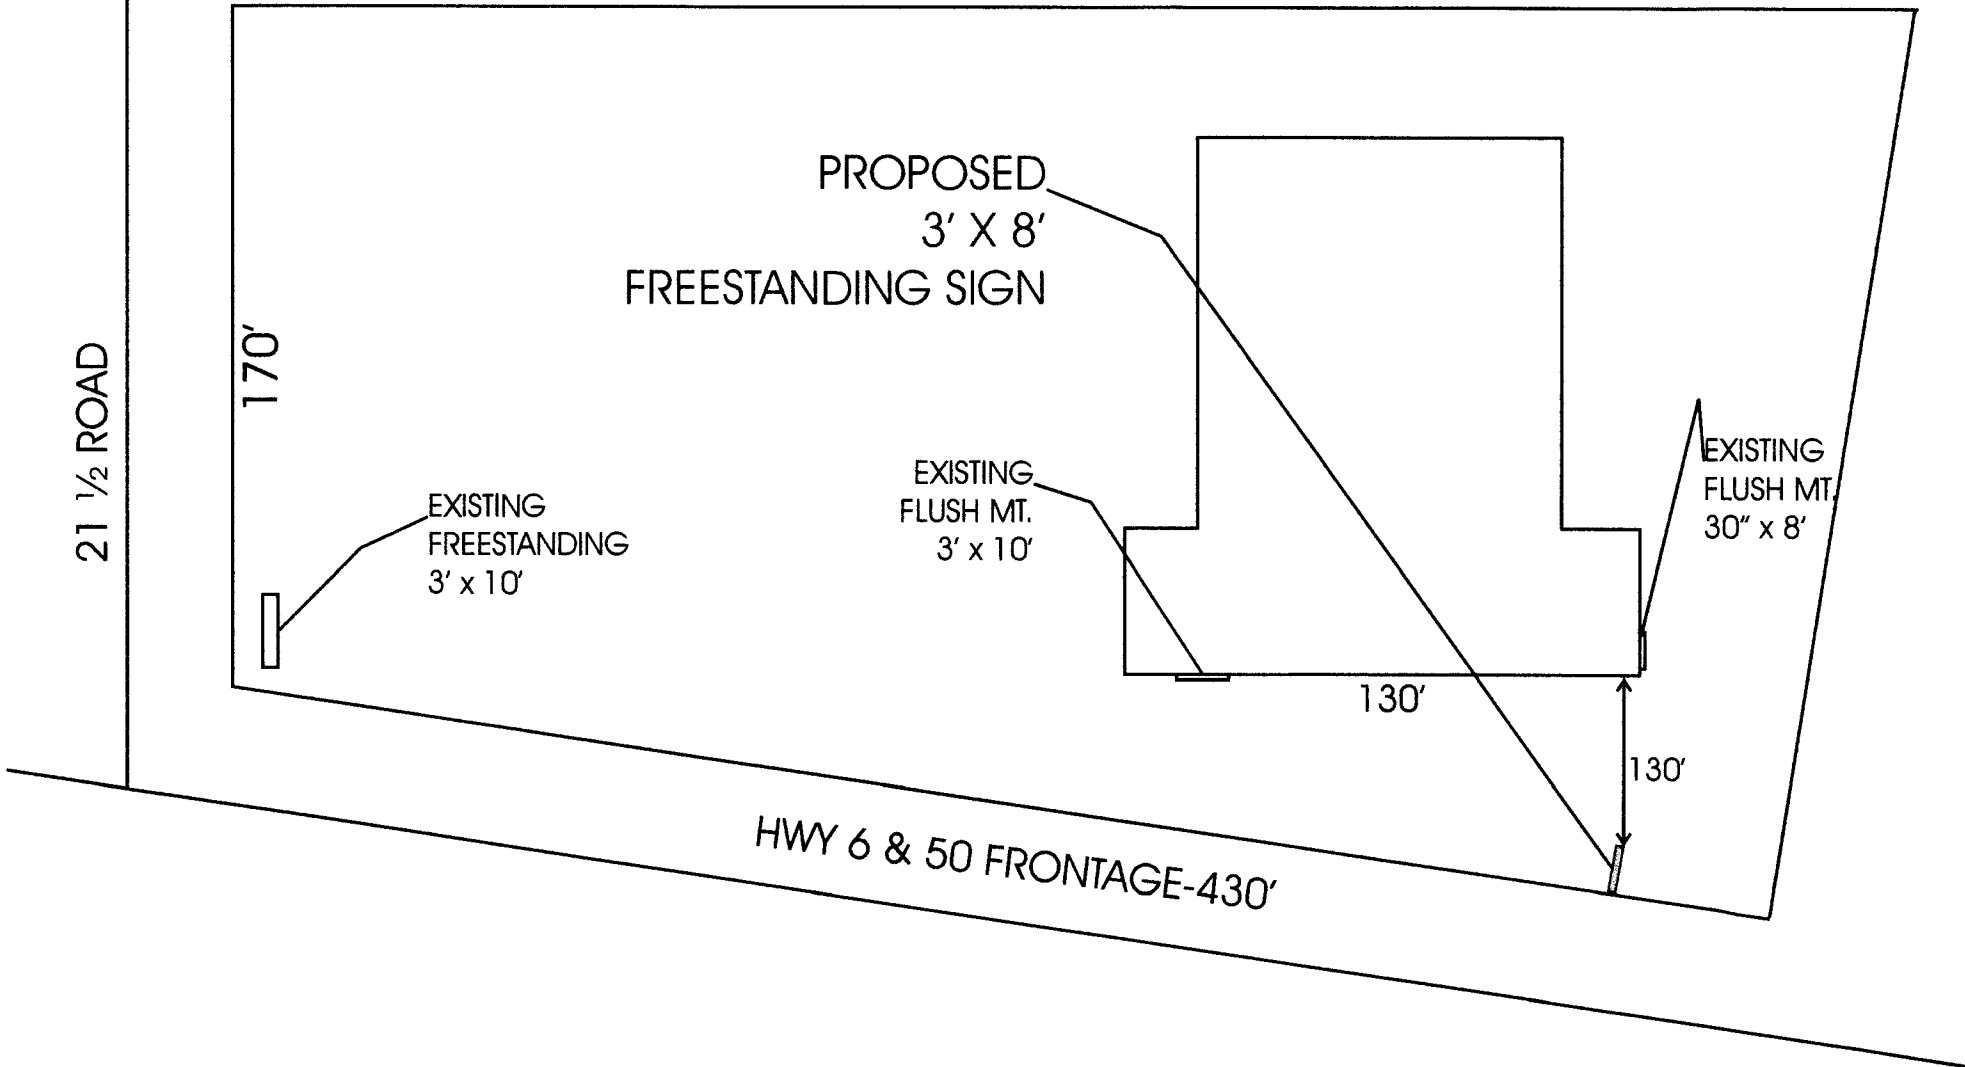 PROPOSED
3' X 8'
FREESTANDING SIGN
170'
21 ½ ROAD
EXISTING
FREESTANDING
3' x 10'
EXISTING
FLUSH MT.
3' x 10'
EXISTING
FLUSH MT.
30" x 8'
130'
130'
HWY 6 & 50 FRONTAGE-430'